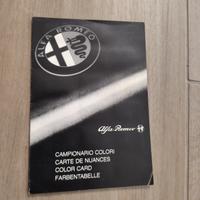 ALFA ROMEO
Alfa Romeo
CAMPIONARIO COLORI
CARTE DE NUANCES
COLOR CARD
FARBENTABELLE